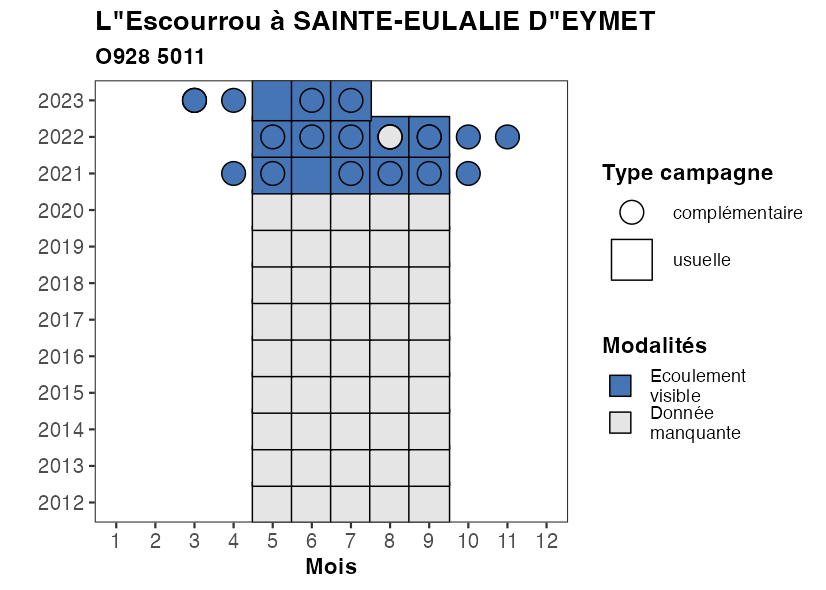 L"Escourrou à SAINTE-EULALIE D"EYMET
O928 5011
2023
2022
2021
2020
2019
2018
2017
2016
2015
2014
2013
2012
1 2 3 4 5 6 7 8 9 10 11 12
Mois
Type campagne
complémentaire
usuelle
Modalités
Ecoulement
visible
Donnée
manquante